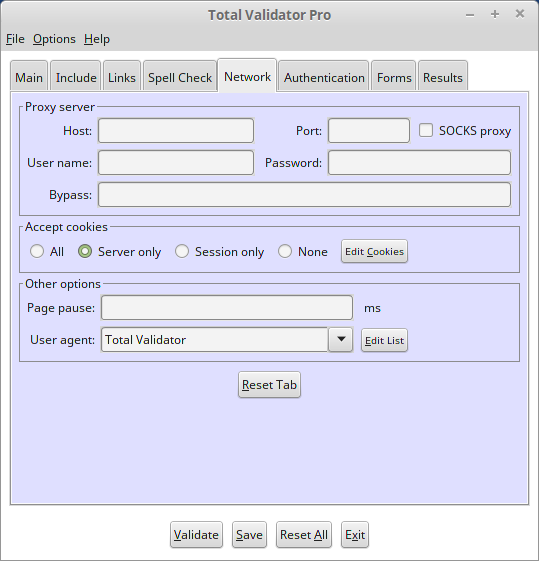 Total Validator Pro
File Options Help
Main Include Links Spell Check Network Authentication Forms Results
Proxy server
Host: Port: SOCKS proxy
User name: Password:
Bypass:
Accept cookies
All Server only Session only None Edit Cookies
Other options
Page pause: ms
User agent: Total Validator Edit List
Reset Tab
Validate Save Reset All Exit